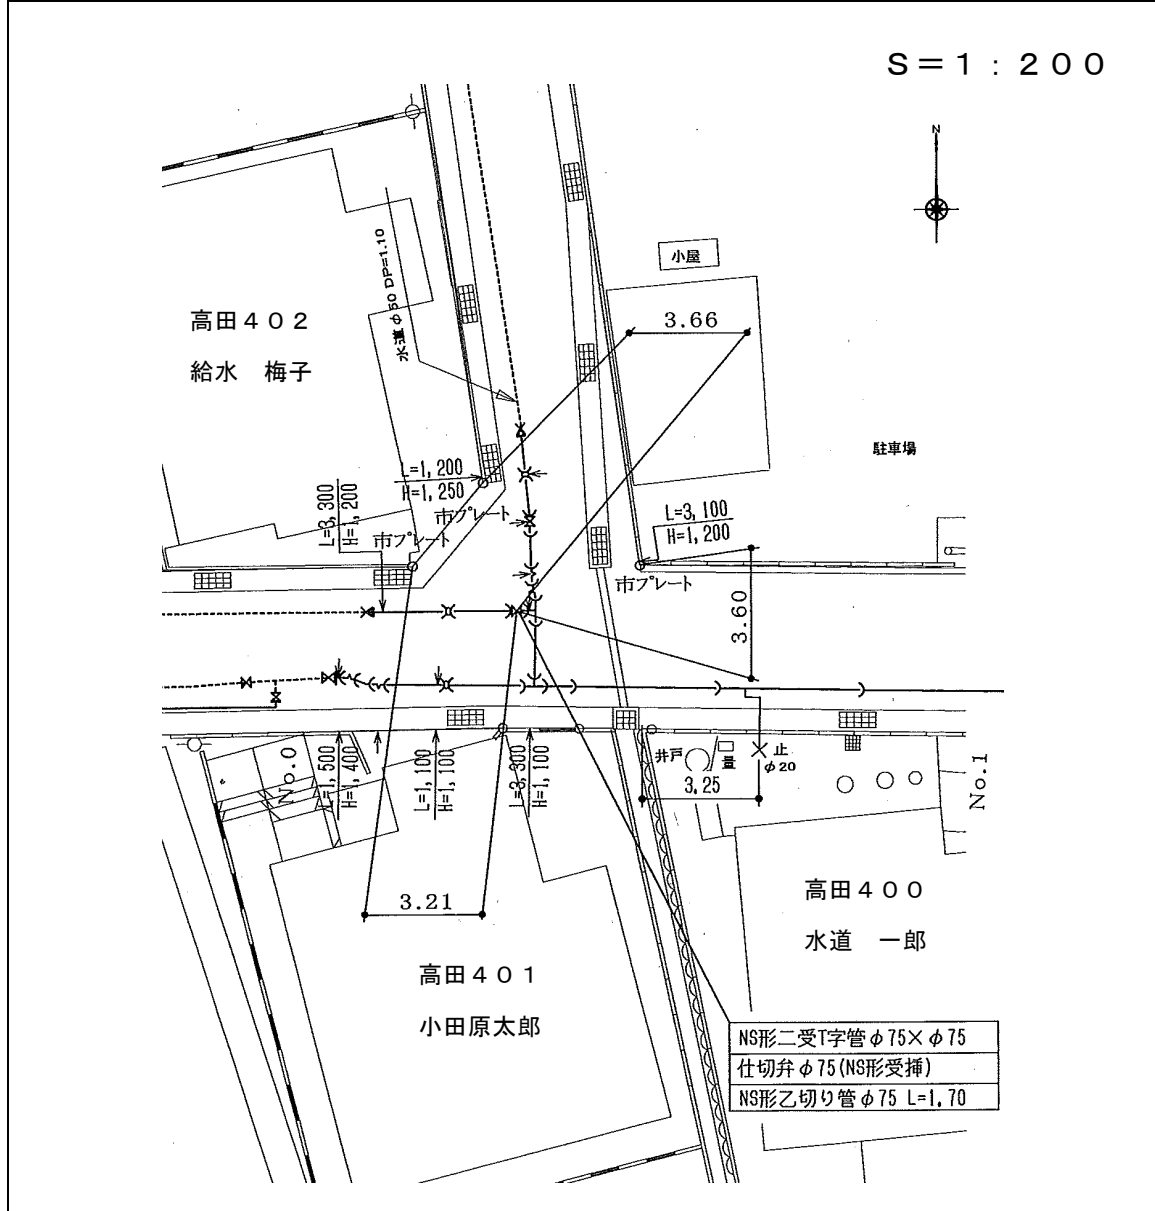 S=1:200
N
小屋
3.66
水道φ50 DP=1.10
高田402
給水 梅子
駐車場
L=1,200
H=1,250
市プレート
L=3,300
H=1,200
市プレート
L=3,100
H=1,200
市プレート
3.60
No.0
L=1,500
H=1,400
L=1,100
H=1,100
L=3,300
H=1,100
井戸
量
止
φ20
3.25
No.1
3.21
高田400
水道 一郎
高田401
小田原太郎
NS形二受T字管φ75×φ75
仕切弁φ75(NS形受挿)
NS形乙切り管φ75 L=1.70